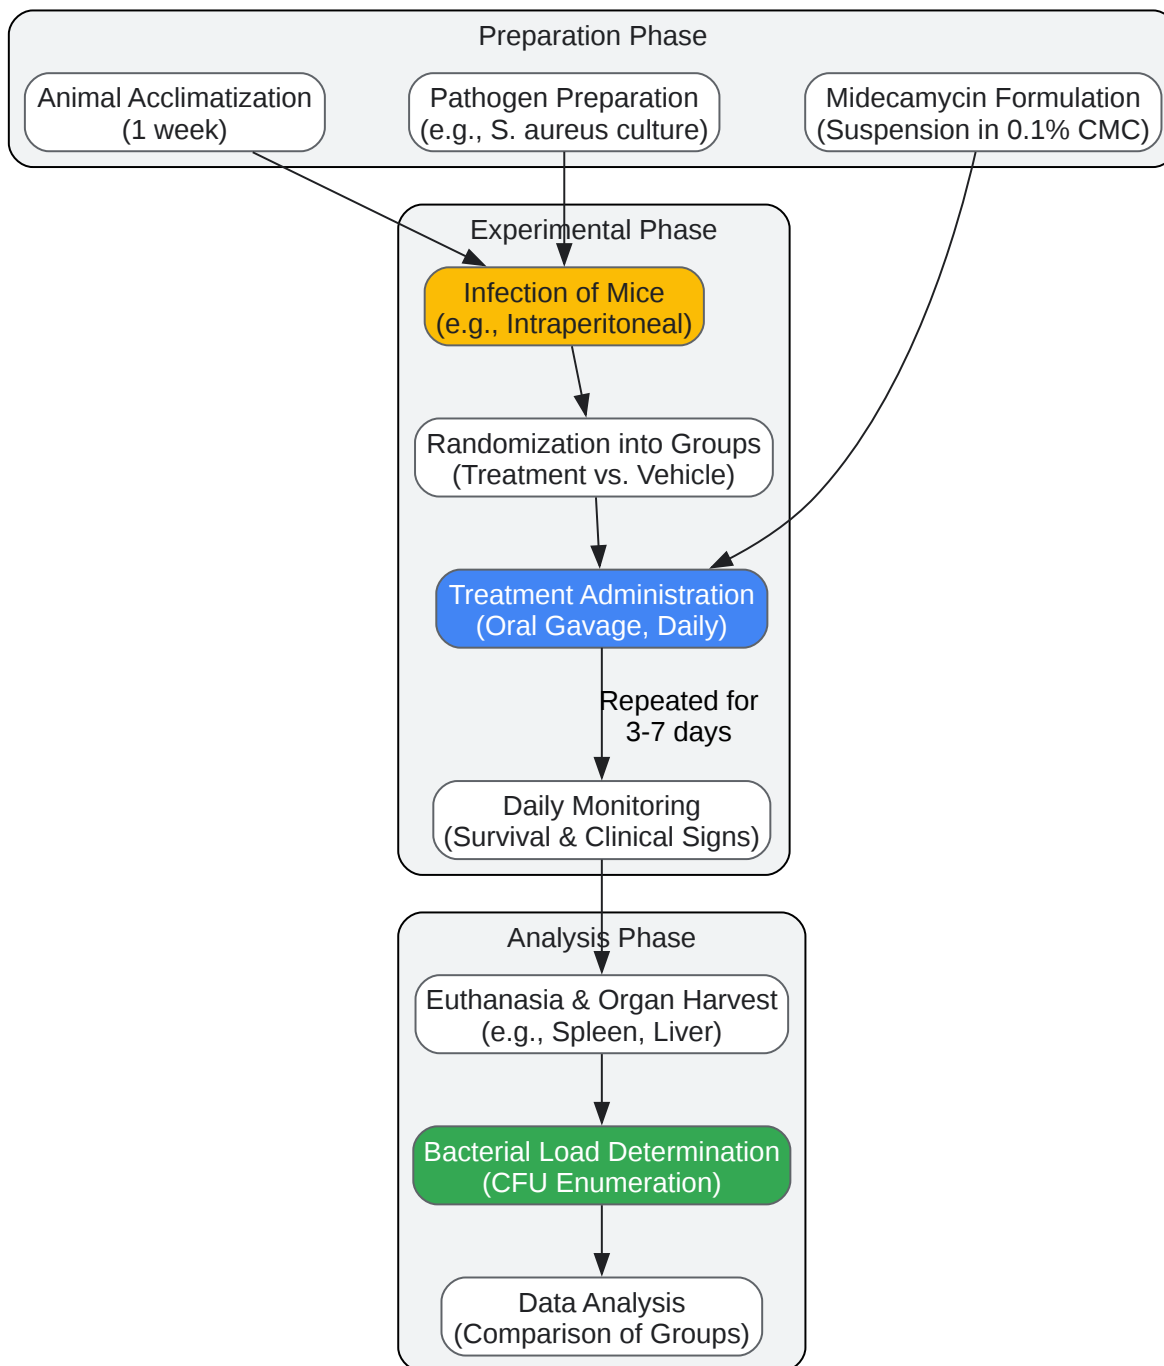 Preparation Phase
Animal Acclimatization
(1 week)
Pathogen Preparation
(e.g., S. aureus culture)
Midecamycin Formulation
(Suspension in 0.1% CMC)
Experimental Phase
Infection of Mice
(e.g., Intraperitoneal)
Randomization into Groups
(Treatment vs. Vehicle)
Treatment Administration
(Oral Gavage, Daily)
Repeated for
3-7 days
Daily Monitoring
(Survival & Clinical Signs)
Analysis Phase
Euthanasia & Organ Harvest
(e.g., Spleen, Liver)
Bacterial Load Determination
(CFU Enumeration)
Data Analysis
(Comparison of Groups)